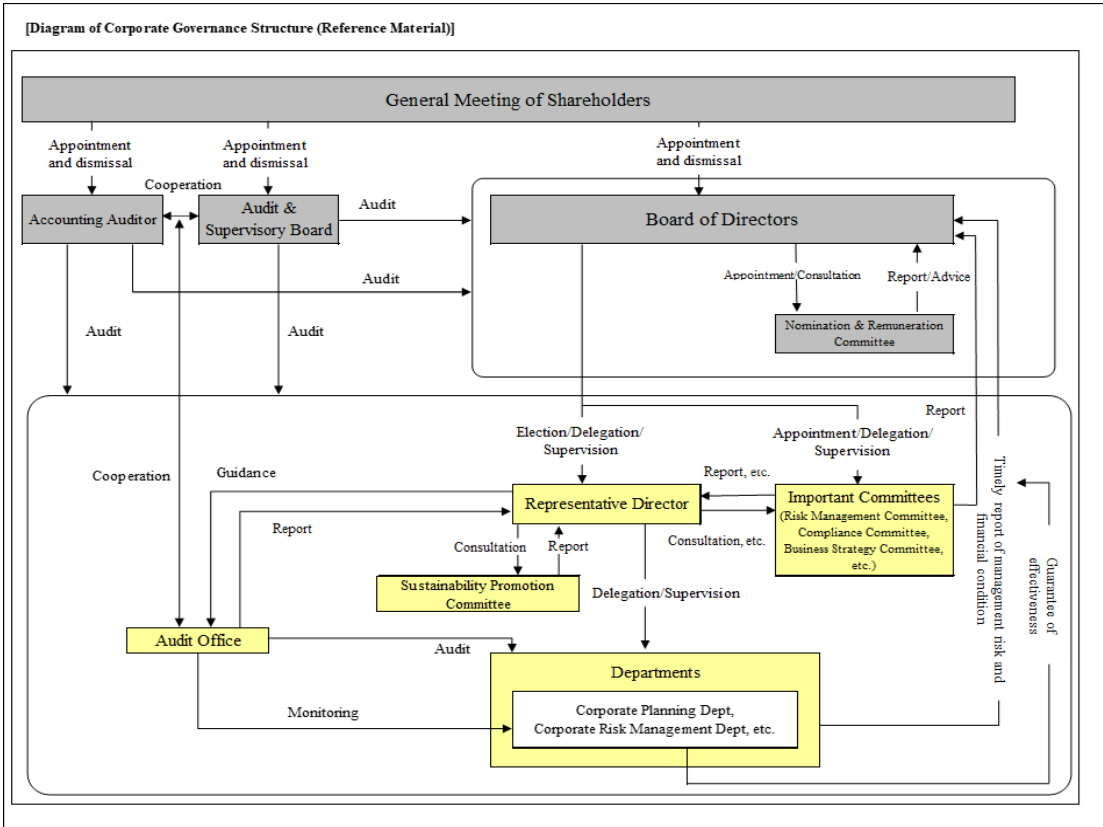 [Diagram of Corporate Governance Structure (Reference Material)]
General Meeting of Shareholders
Appointment
and dismissal
Appointment
and dismissal
Appointment
and dismissal
Cooperation
Accounting Auditor
Audit &
Supervisory Board
Audit
Board of Directors
Appointment/Consultation
Report/Advice
Audit
Nomination & Remuneration
Committee
Audit
Audit
Report
Election/Delegation/
Supervision
Appointment/Delegation/
Supervision
Cooperation
Guidance
Report, etc.
Representative Director
Important Committees
(Risk Management Committee,
Compliance Committee,
Business Strategy Committee,
etc.)
Report
Consultation, etc.
Consultation
Report
Sustainability Promotion
Committee
Delegation/Supervision
Timely report of management risk and
financial condition
Guarantee of
effectiveness
Audit Office
Audit
Departments
Monitoring
Corporate Planning Dept,
Corporate Risk Management Dept, etc.